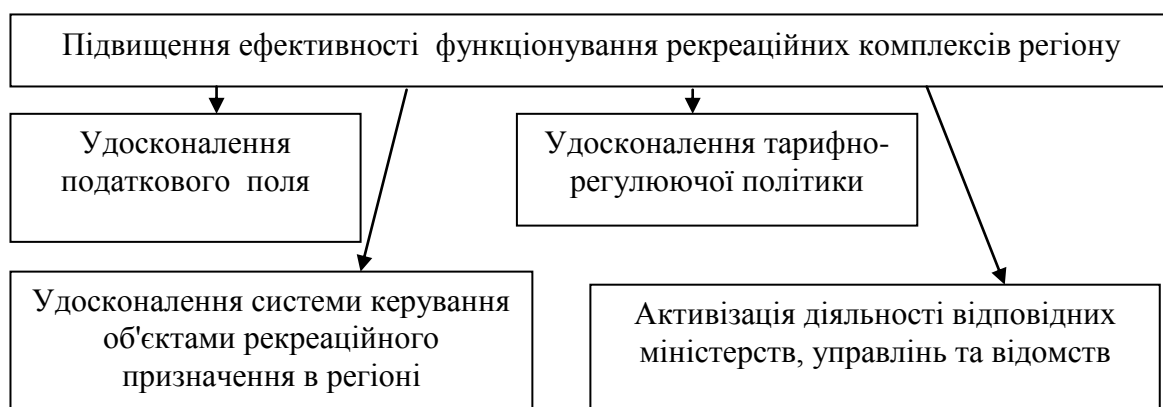 Підвищення ефективності функціонування рекреаційних комплексів регіону
Удосконалення
податкового поля
Удосконалення тарифно-
регулюючої політики
Удосконалення системи керування
об'єктами рекреаційного
призначення в регіоні
Активізація діяльності відповідних
міністерств, управлінь та відомств